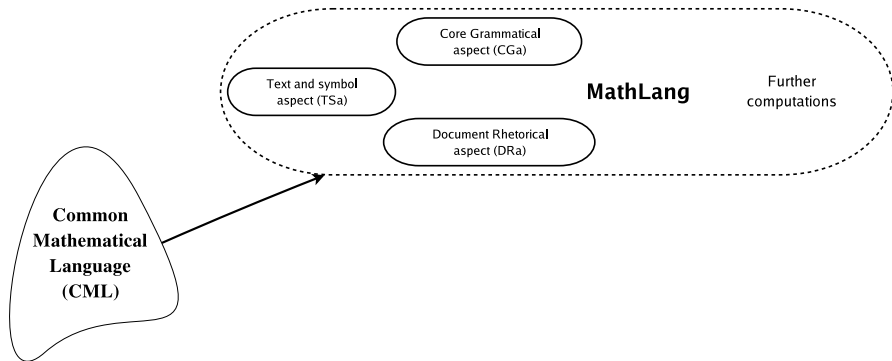 Core Grammatical
aspect (CGa)
Text and symbol
aspect (TSa)
MathLang
Further
computations
Document Rhetorical
aspect (DRa)
Common
Mathematical
Language
(CML)